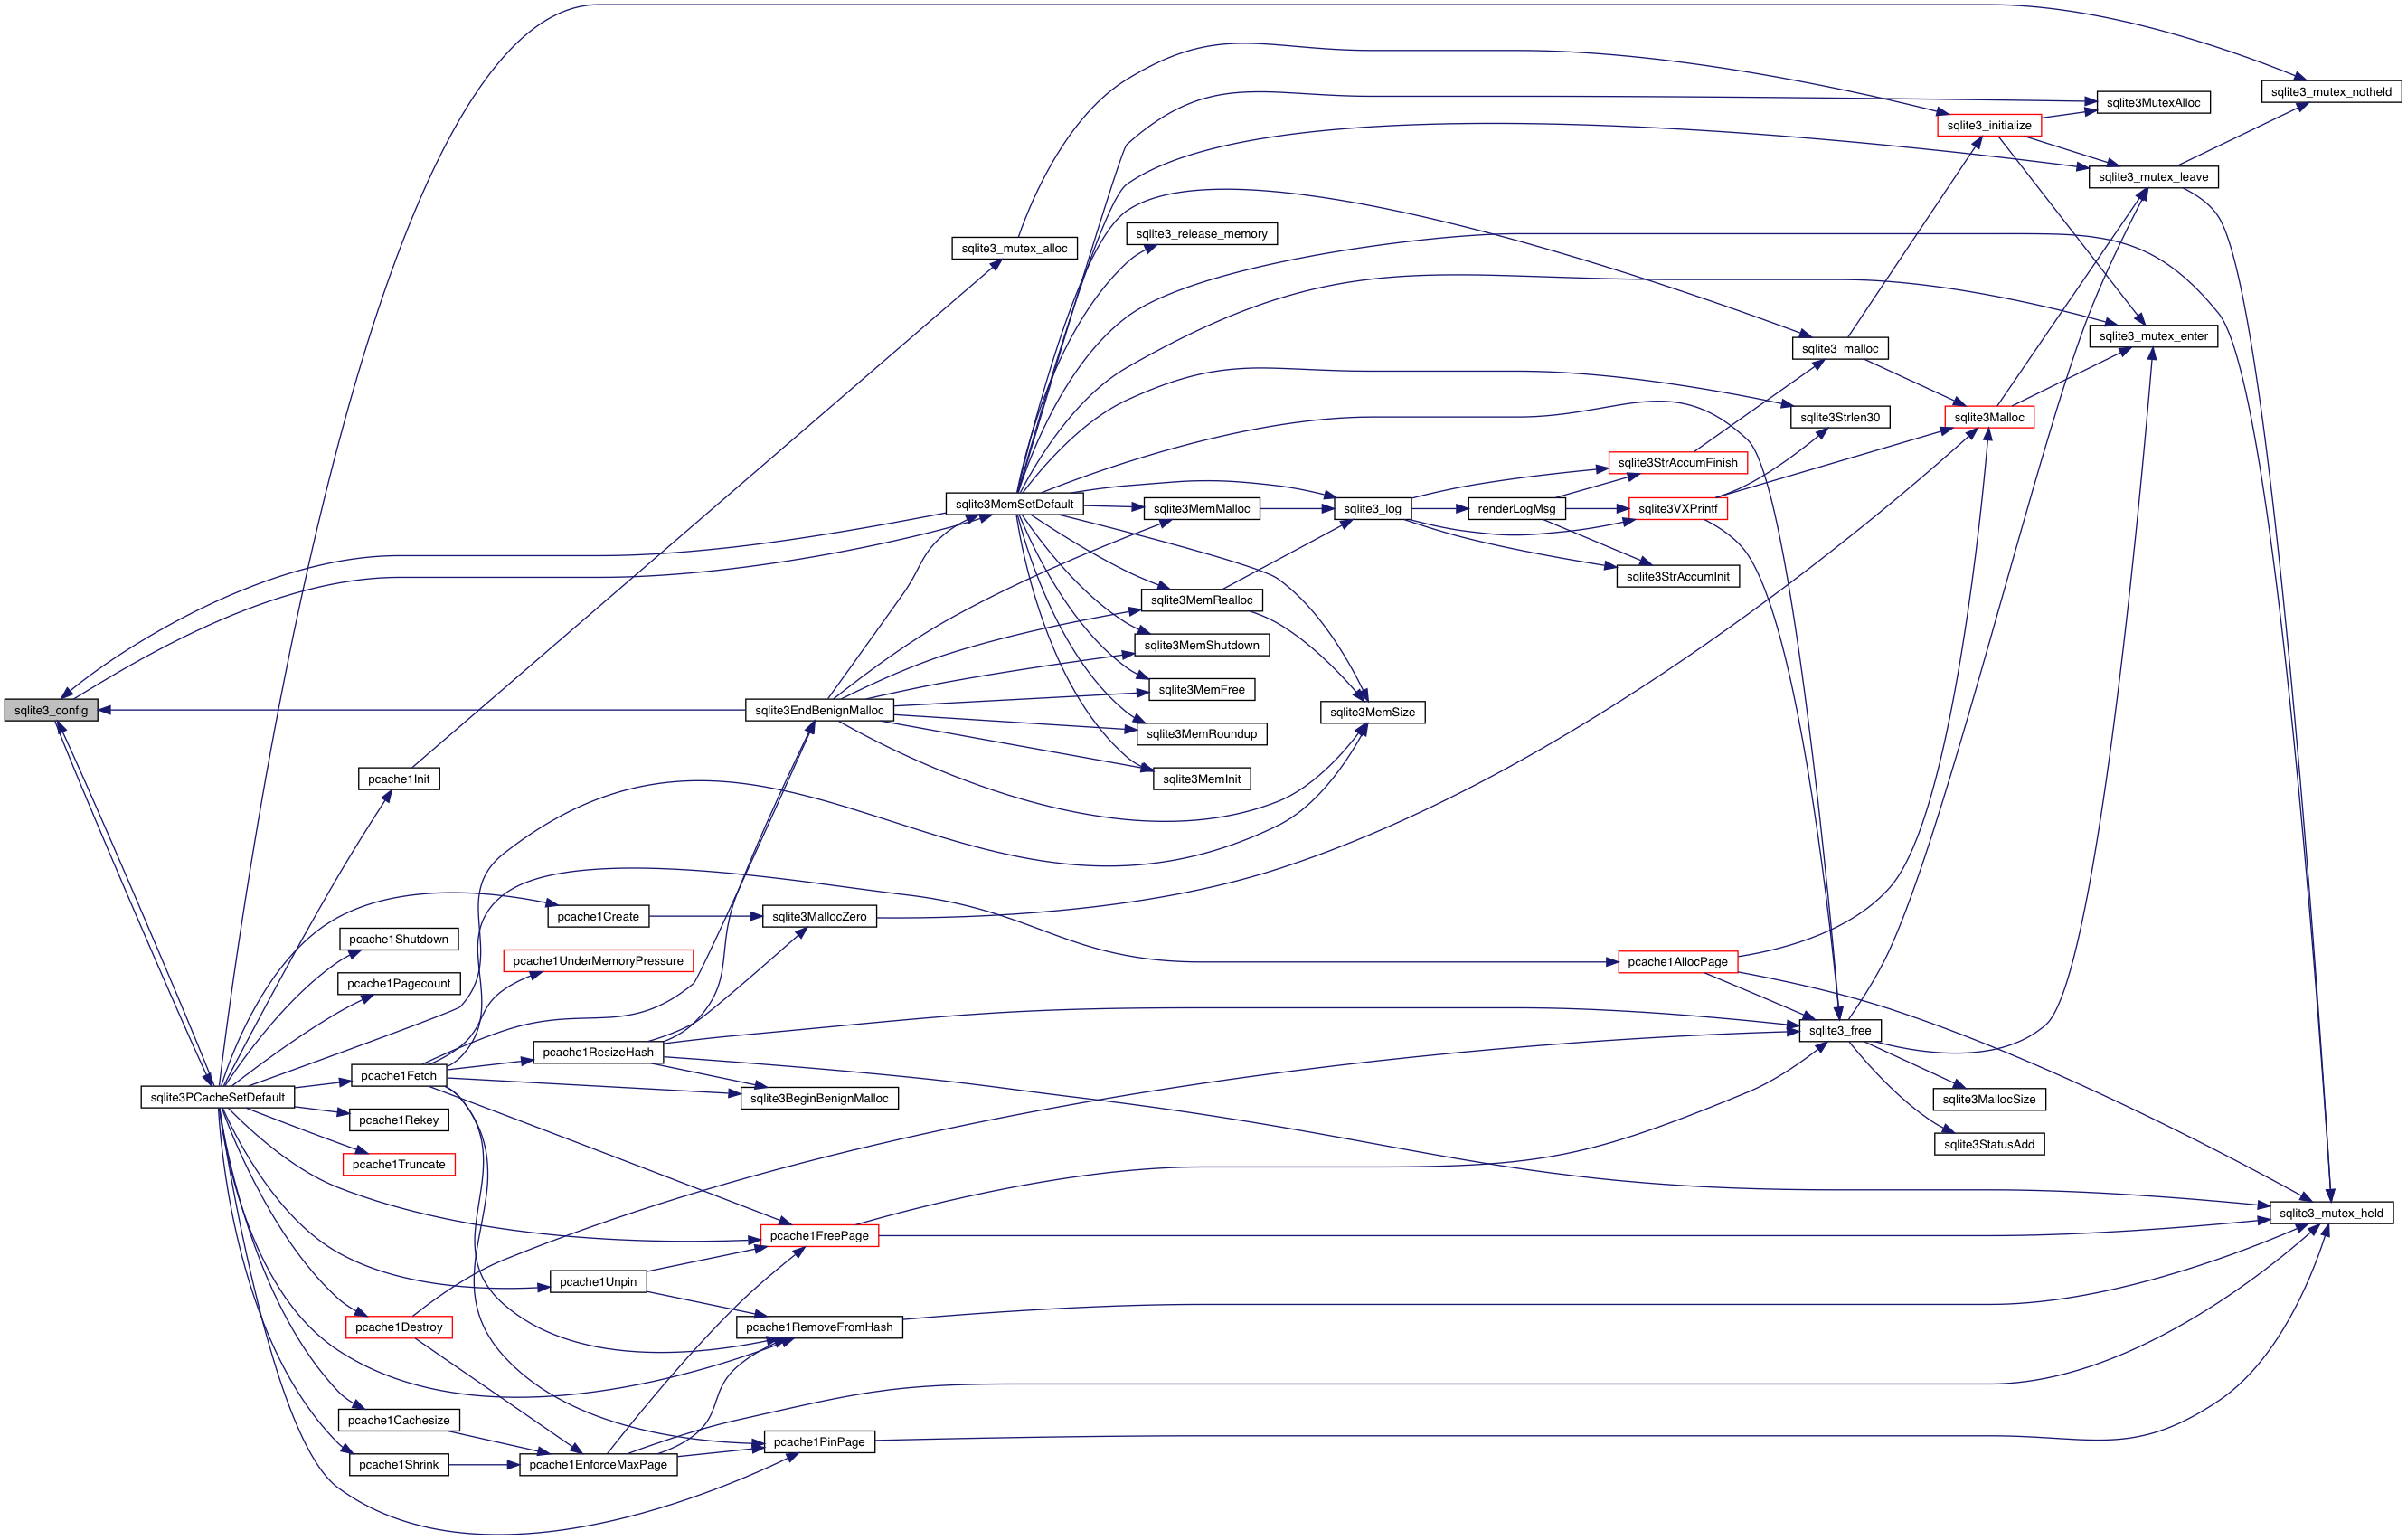 sqlite3_mutex_notheld
sqlite3MutexAlloc
sqlite3_initialize
sqlite3_mutex_leave
sqlite3_release_memory
sqlite3_mutex_alloc
sqlite3_mutex_enter
sqlite3_malloc
sqlite3Strlen30
sqlite3Malloc
sqlite3StrAccumFinish
sqlite3MemSetDefault
sqlite3MemMalloc
sqlite3_log
renderLogMsg
sqlite3VXPrintf
sqlite3StrAccumInit
sqlite3MemRealloc
sqlite3MemShutdown
sqlite3MemFree
sqlite3_config
sqlite3EndBenignMalloc
sqlite3MemSize
sqlite3MemRoundup
pcache1Init
sqlite3MemInit
pcache1Create
sqlite3MallocZero
pcache1Shutdown
pcache1UnderMemoryPressure
pcache1AllocPage
pcache1Pagecount
sqlite3_free
pcache1ResizeHash
pcache1Fetch
sqlite3PCacheSetDefault
sqlite3BeginBenignMalloc
sqlite3MallocSize
pcache1Rekey
sqlite3StatusAdd
pcache1Truncate
sqlite3_mutex_held
pcache1FreePage
pcache1Unpin
pcache1Destroy
pcache1RemoveFromHash
pcache1Cachesize
pcache1PinPage
pcache1Shrink
pcache1EnforceMaxPage